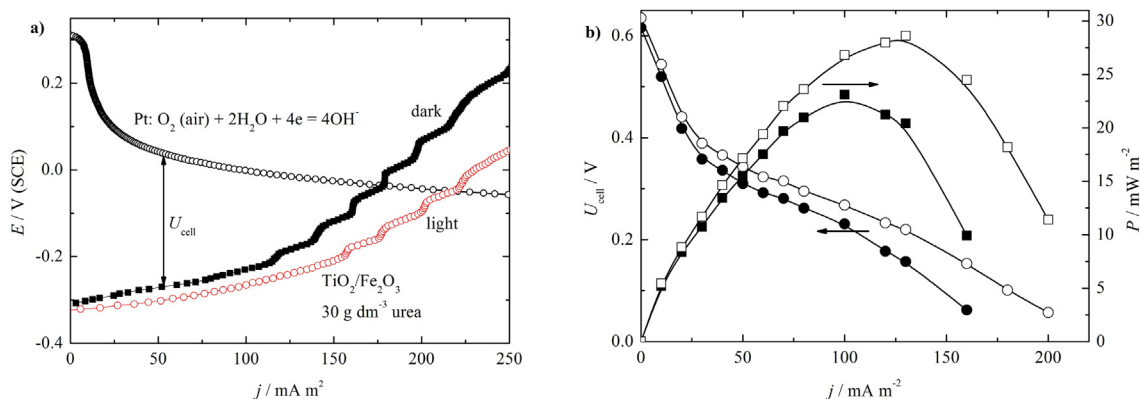 a)
E / V (SCE)
0.2
0.0
-0.2
-0.4
Pt: O₂ (air) + 2H₂O + 4e = 4OH⁻
dark
light
U_cell
TiO₂/Fe₂O₃
30 g dm⁻³ urea
0 50 100 150 200 250
j / mA m²
b)
U_cell / V
0.6
0.4
0.2
0.0
30
25
20
15
10
5
0
P / mW m⁻²
0 50 100 150 200
j / mA m⁻²